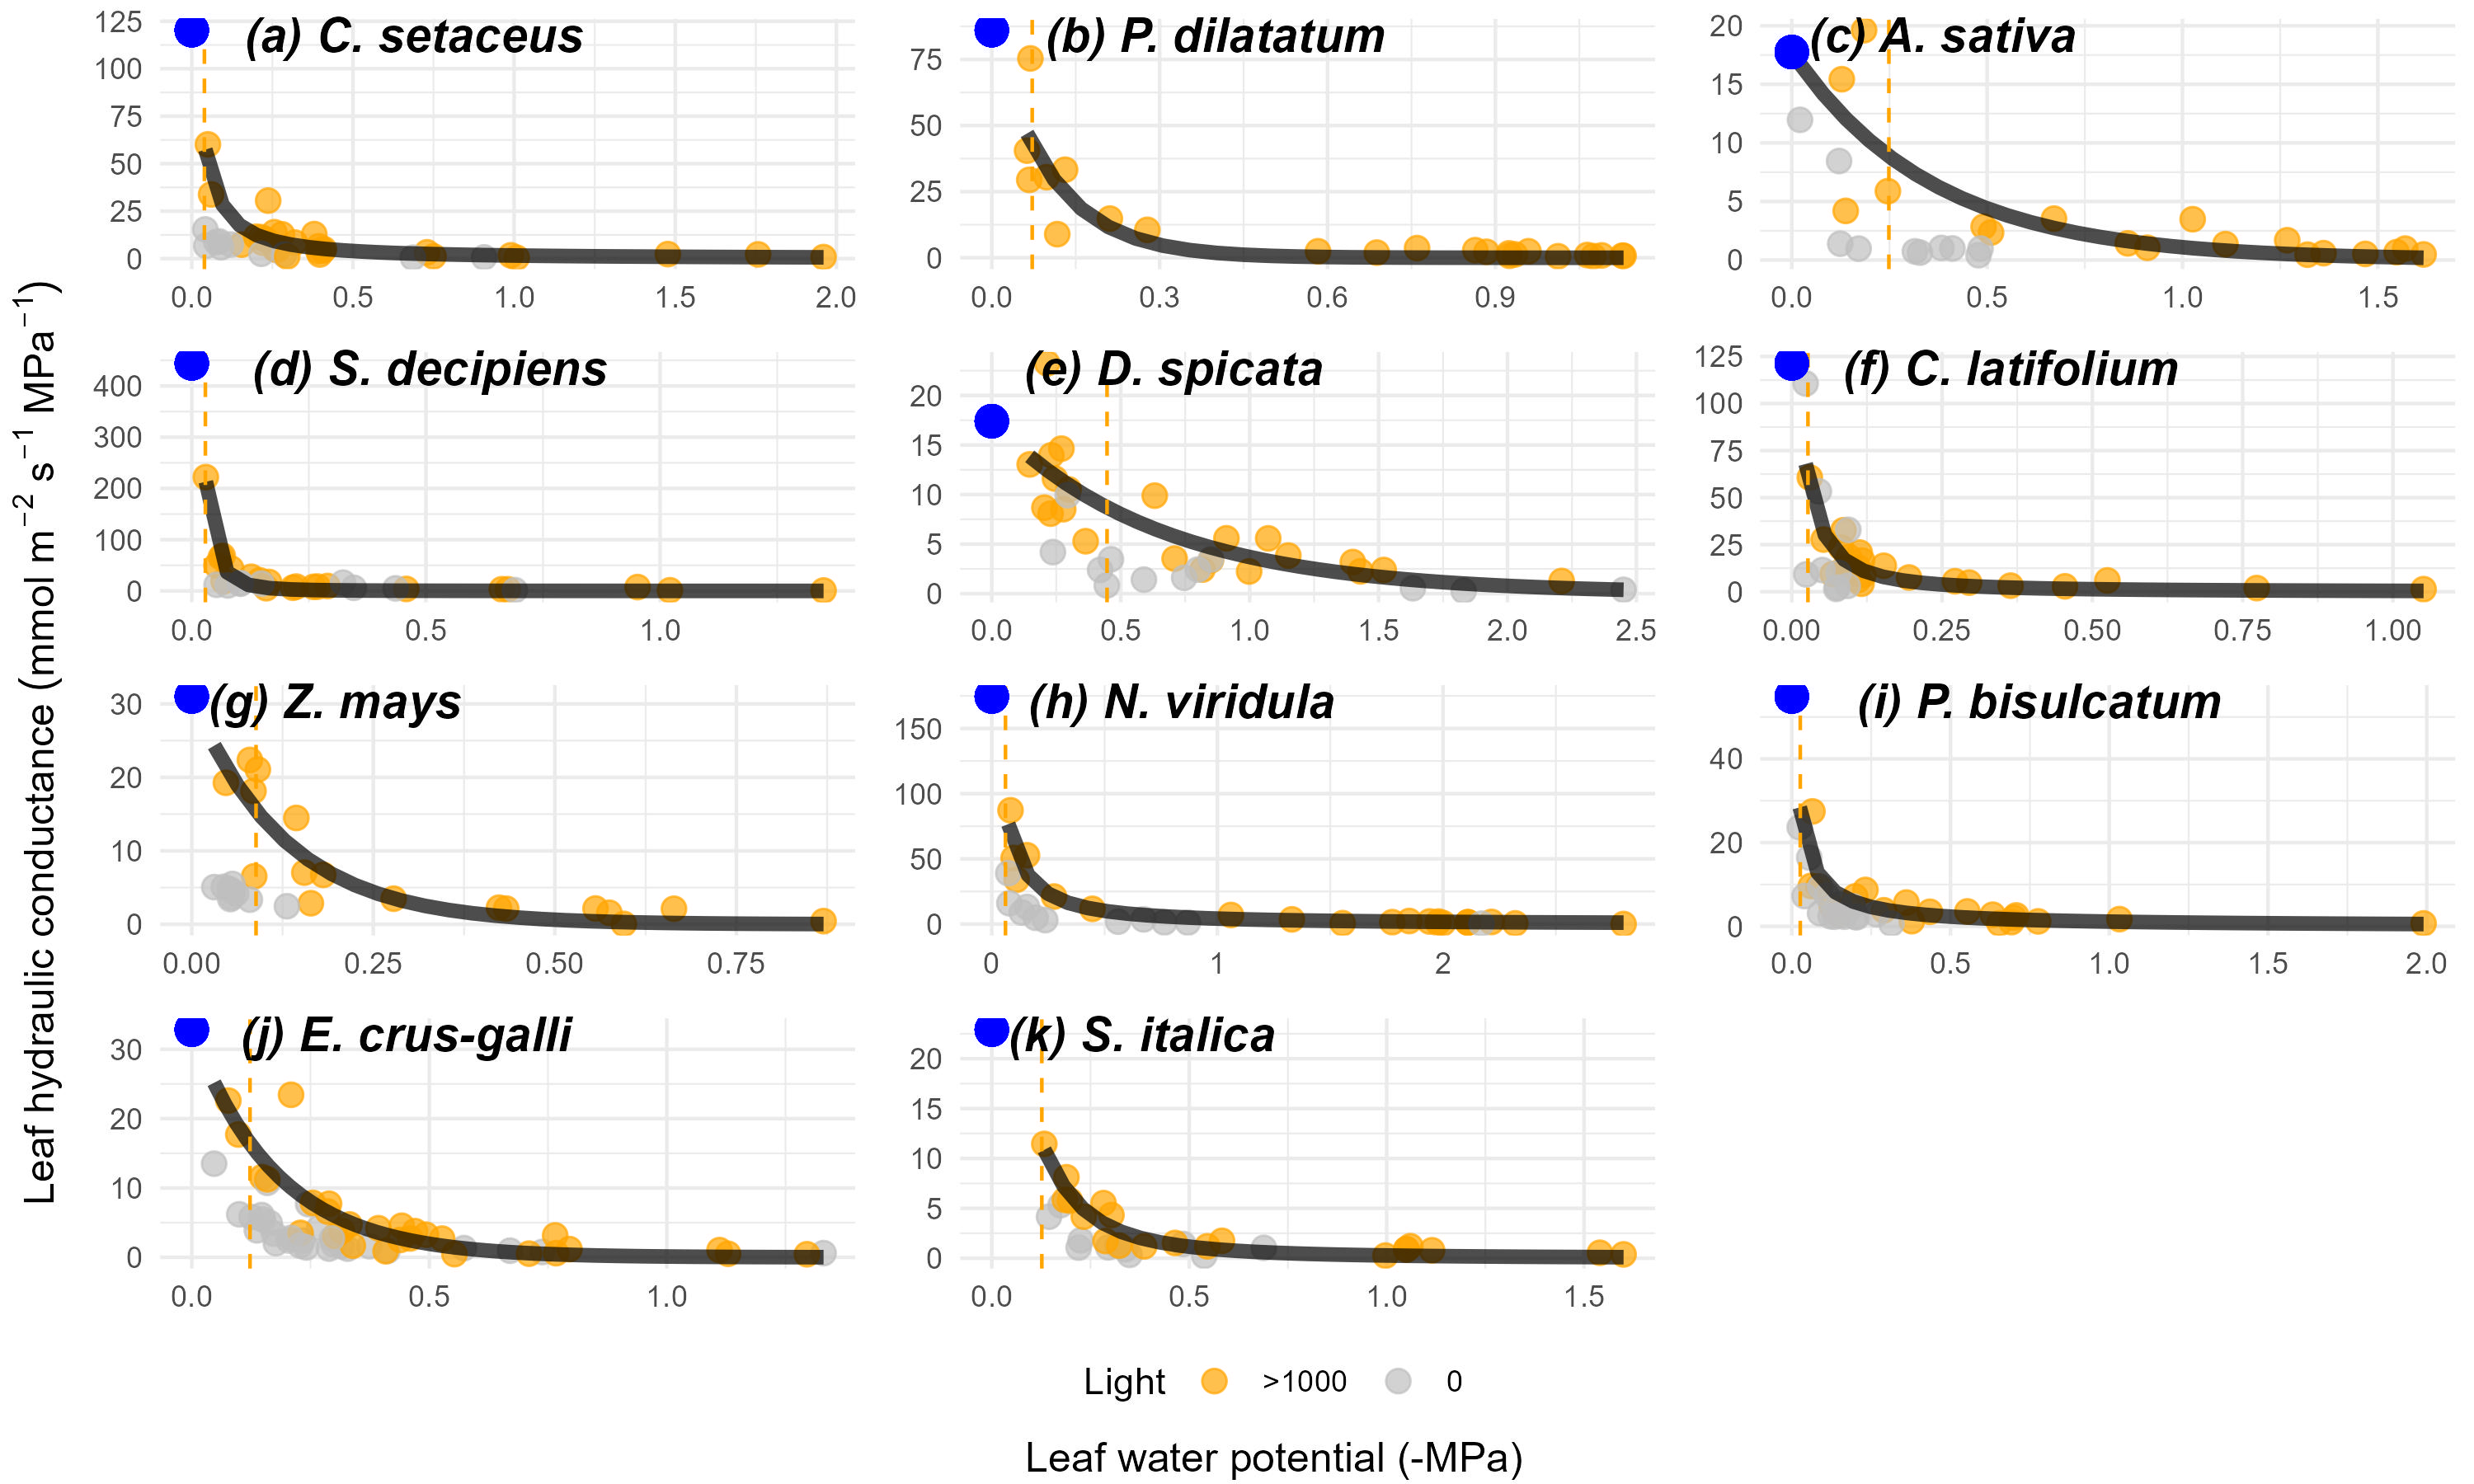 (a) C. setaceus
125
100
75
50
25
0
0.0 0.5 1.0 1.5 2.0
(b) P. dilatatum
75
50
25
0
0.0 0.3 0.6 0.9
(c) A. sativa
20
15
10
5
0
0.0 0.5 1.0 1.5
(d) S. decipiens
400
300
200
100
0
0.0 0.5 1.0
(e) D. spicata
20
15
10
5
0
0.0 0.5 1.0 1.5 2.0 2.5
(f) C. latifolium
125
100
75
50
25
0
0.00 0.25 0.50 0.75 1.00
(g) Z. mays
30
20
10
0
0.00 0.25 0.50 0.75
(h) N. viridula
150
100
50
0
0 1 2
(i) P. bisulcatum
40
20
0
0.0 0.5 1.0 1.5 2.0
(j) E. crus-galli
30
20
10
0
0.0 0.5 1.0
(k) S. italica
20
15
10
5
0
0.0 0.5 1.0 1.5
Leaf hydraulic conductance (mmol m⁻² s⁻¹ MPa⁻¹)
Light >1000 0
Leaf water potential (-MPa)